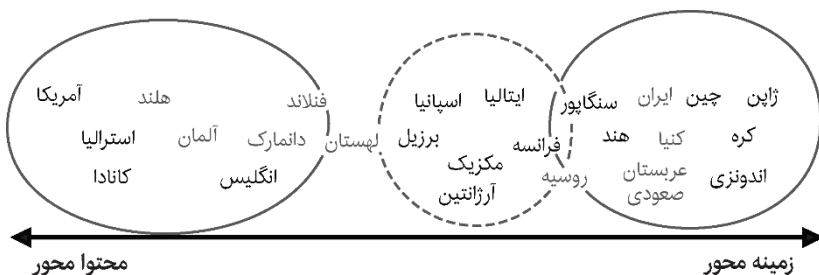 ژاپن
چین
ایران
سنگاپور
کره
کنیا
هند
اندونزی
عربستان
صعودی
ایتالیا
اسپانیا
فرانسه
برزیل
مکزیک
روسیه
آرژانتین
لهستان
فنلاند
هلند
آمریکا
دانمارک
آلمان
استرالیا
انگلیس
کانادا
زمینه محور
محتوا محور